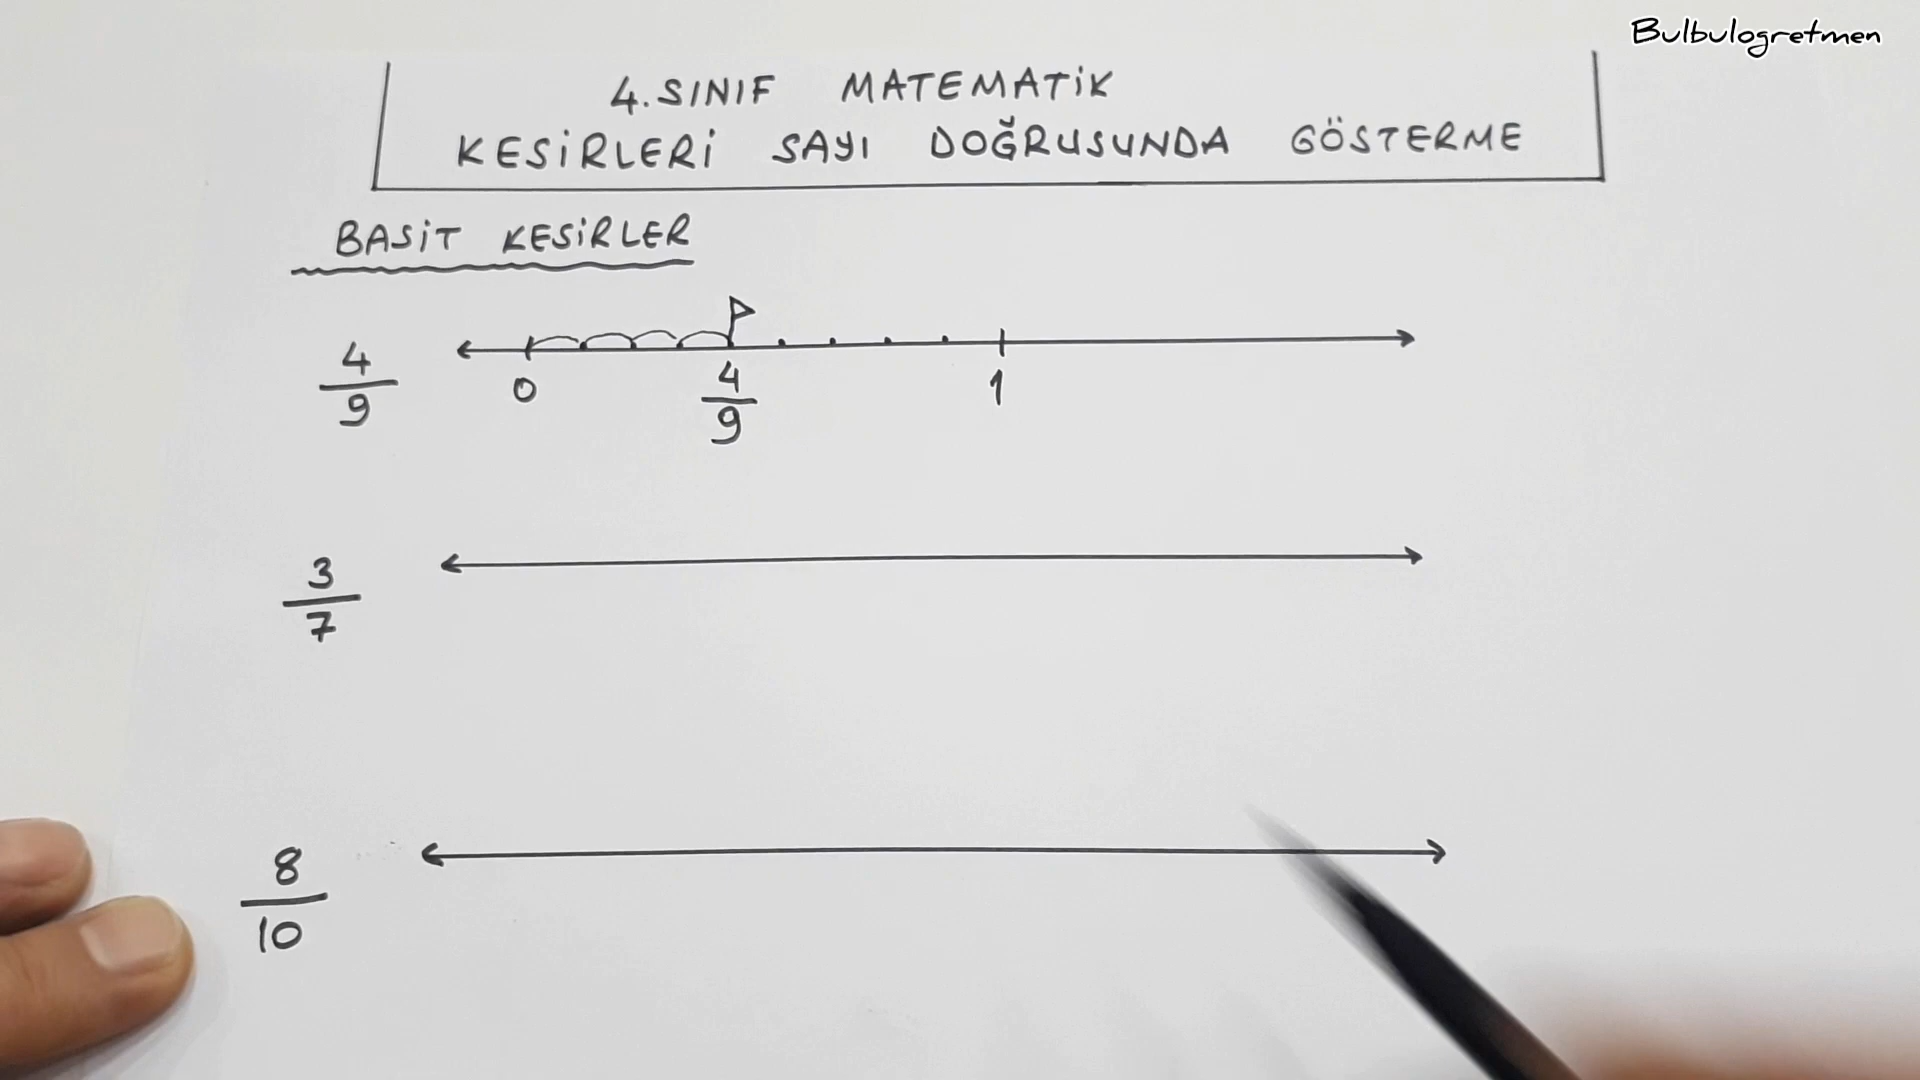 Bulbulogretmen
4. SINIF MATEMATİK
KESİRLERİ SAYI DOĞRUSUNDA GÖSTERME
BASİT KESİRLER
4/9
0 4/9 1
3/7
8/10